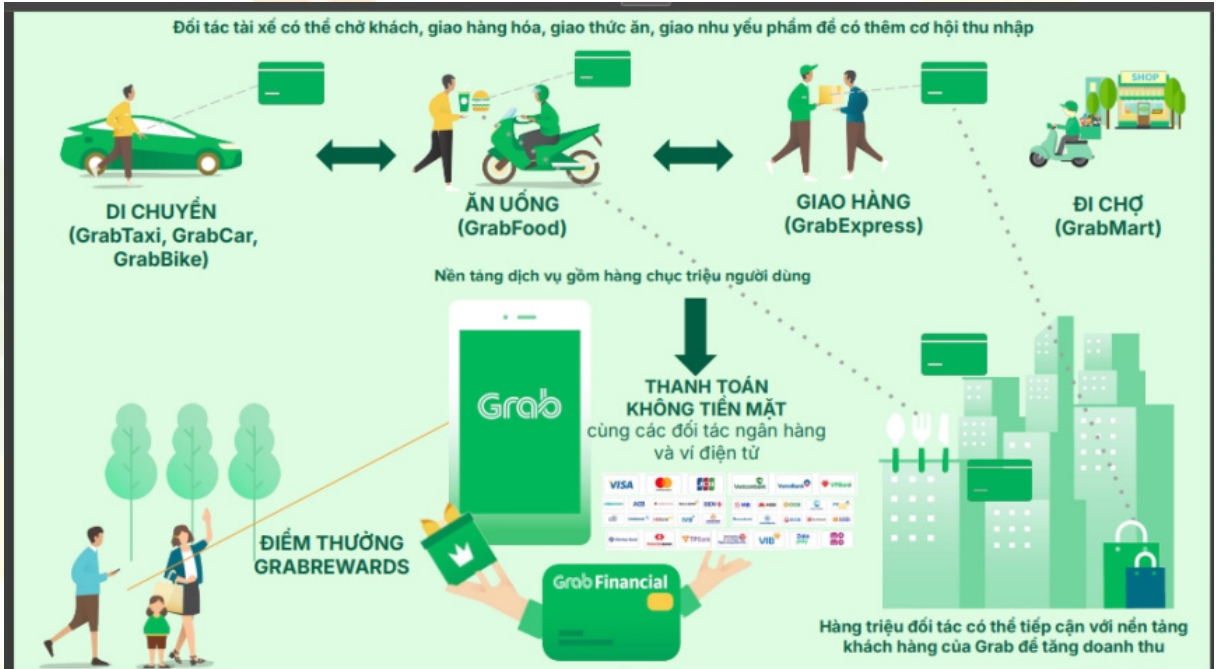 Đối tác tài xế có thể chở khách, giao hàng hóa, giao thức ăn, giao nhu yếu phẩm để có thêm cơ hội thu nhập
SHOP
DI CHUYỂN
(GrabTaxi, GrabCar,
GrabBike)
ĂN UỐNG
(GrabFood)
GIAO HÀNG
(GrabExpress)
ĐI CHỢ
(GrabMart)
Nền tảng dịch vụ gồm hàng chục triệu người dùng
Grab
THANH TOÁN
KHÔNG TIỀN MẶT
cùng các đối tác ngân hàng
và ví điện tử
VISA JCB Vietcombank VietinBank VPBank
ACB
citi
TPBank VIB Zalo pay momo
ĐIỂM THƯỞNG
GRABREWARDS
Grab Financial
Hàng triệu đối tác có thể tiếp cận với nền tảng
khách hàng của Grab để tăng doanh thu